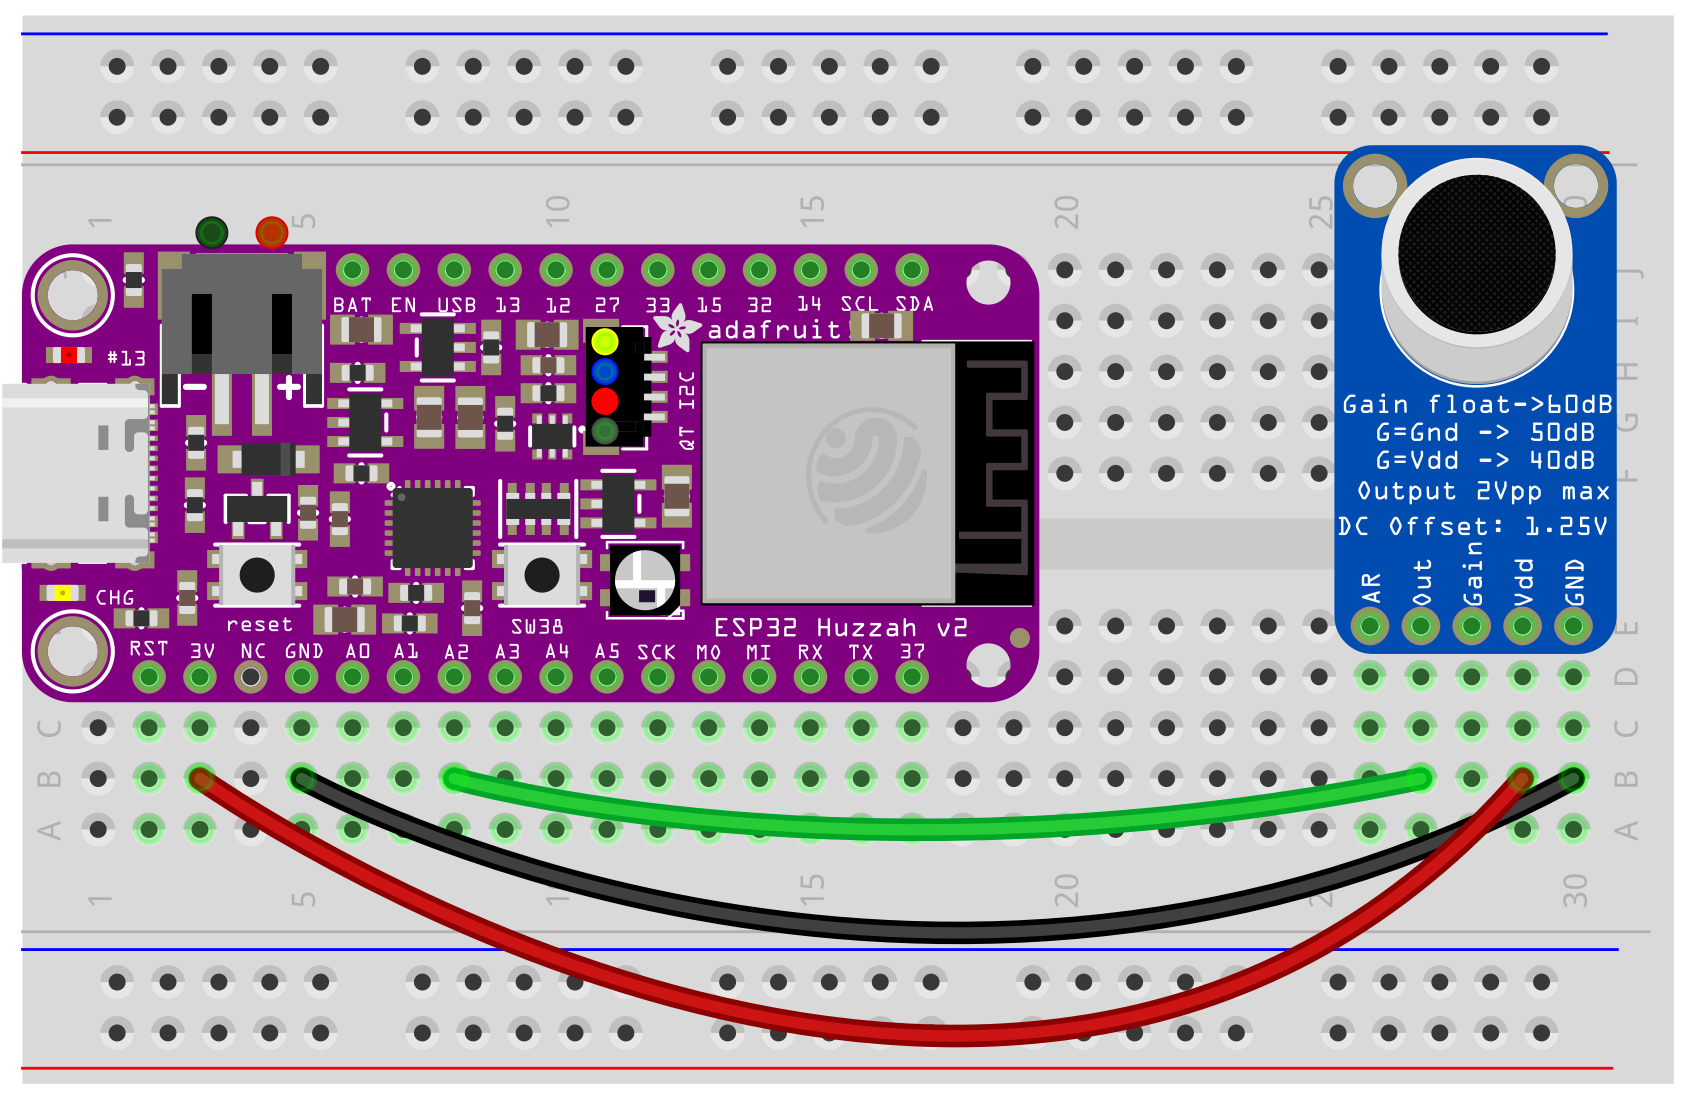 1 5 10 15 20 25 30
J
I
H
G
F
E
D
C
B
A
BAT EN USB 13 12 27 33 15 32 14 SCL SDA
adafruit
#13
- +
QT I2C
CHG
reset
SW38
ESP32 Huzzah v2
RST 3V NC GND A0 A1 A2 A3 A4 A5 SCK MO MI RX TX 37
Gain float->60dB
G=Gnd -> 50dB
G=Vdd -> 40dB
Output 2Vpp max
DC Offset: 1.25V
AR Out Gain Vdd GND
C
B
A
1 5 15 20 30